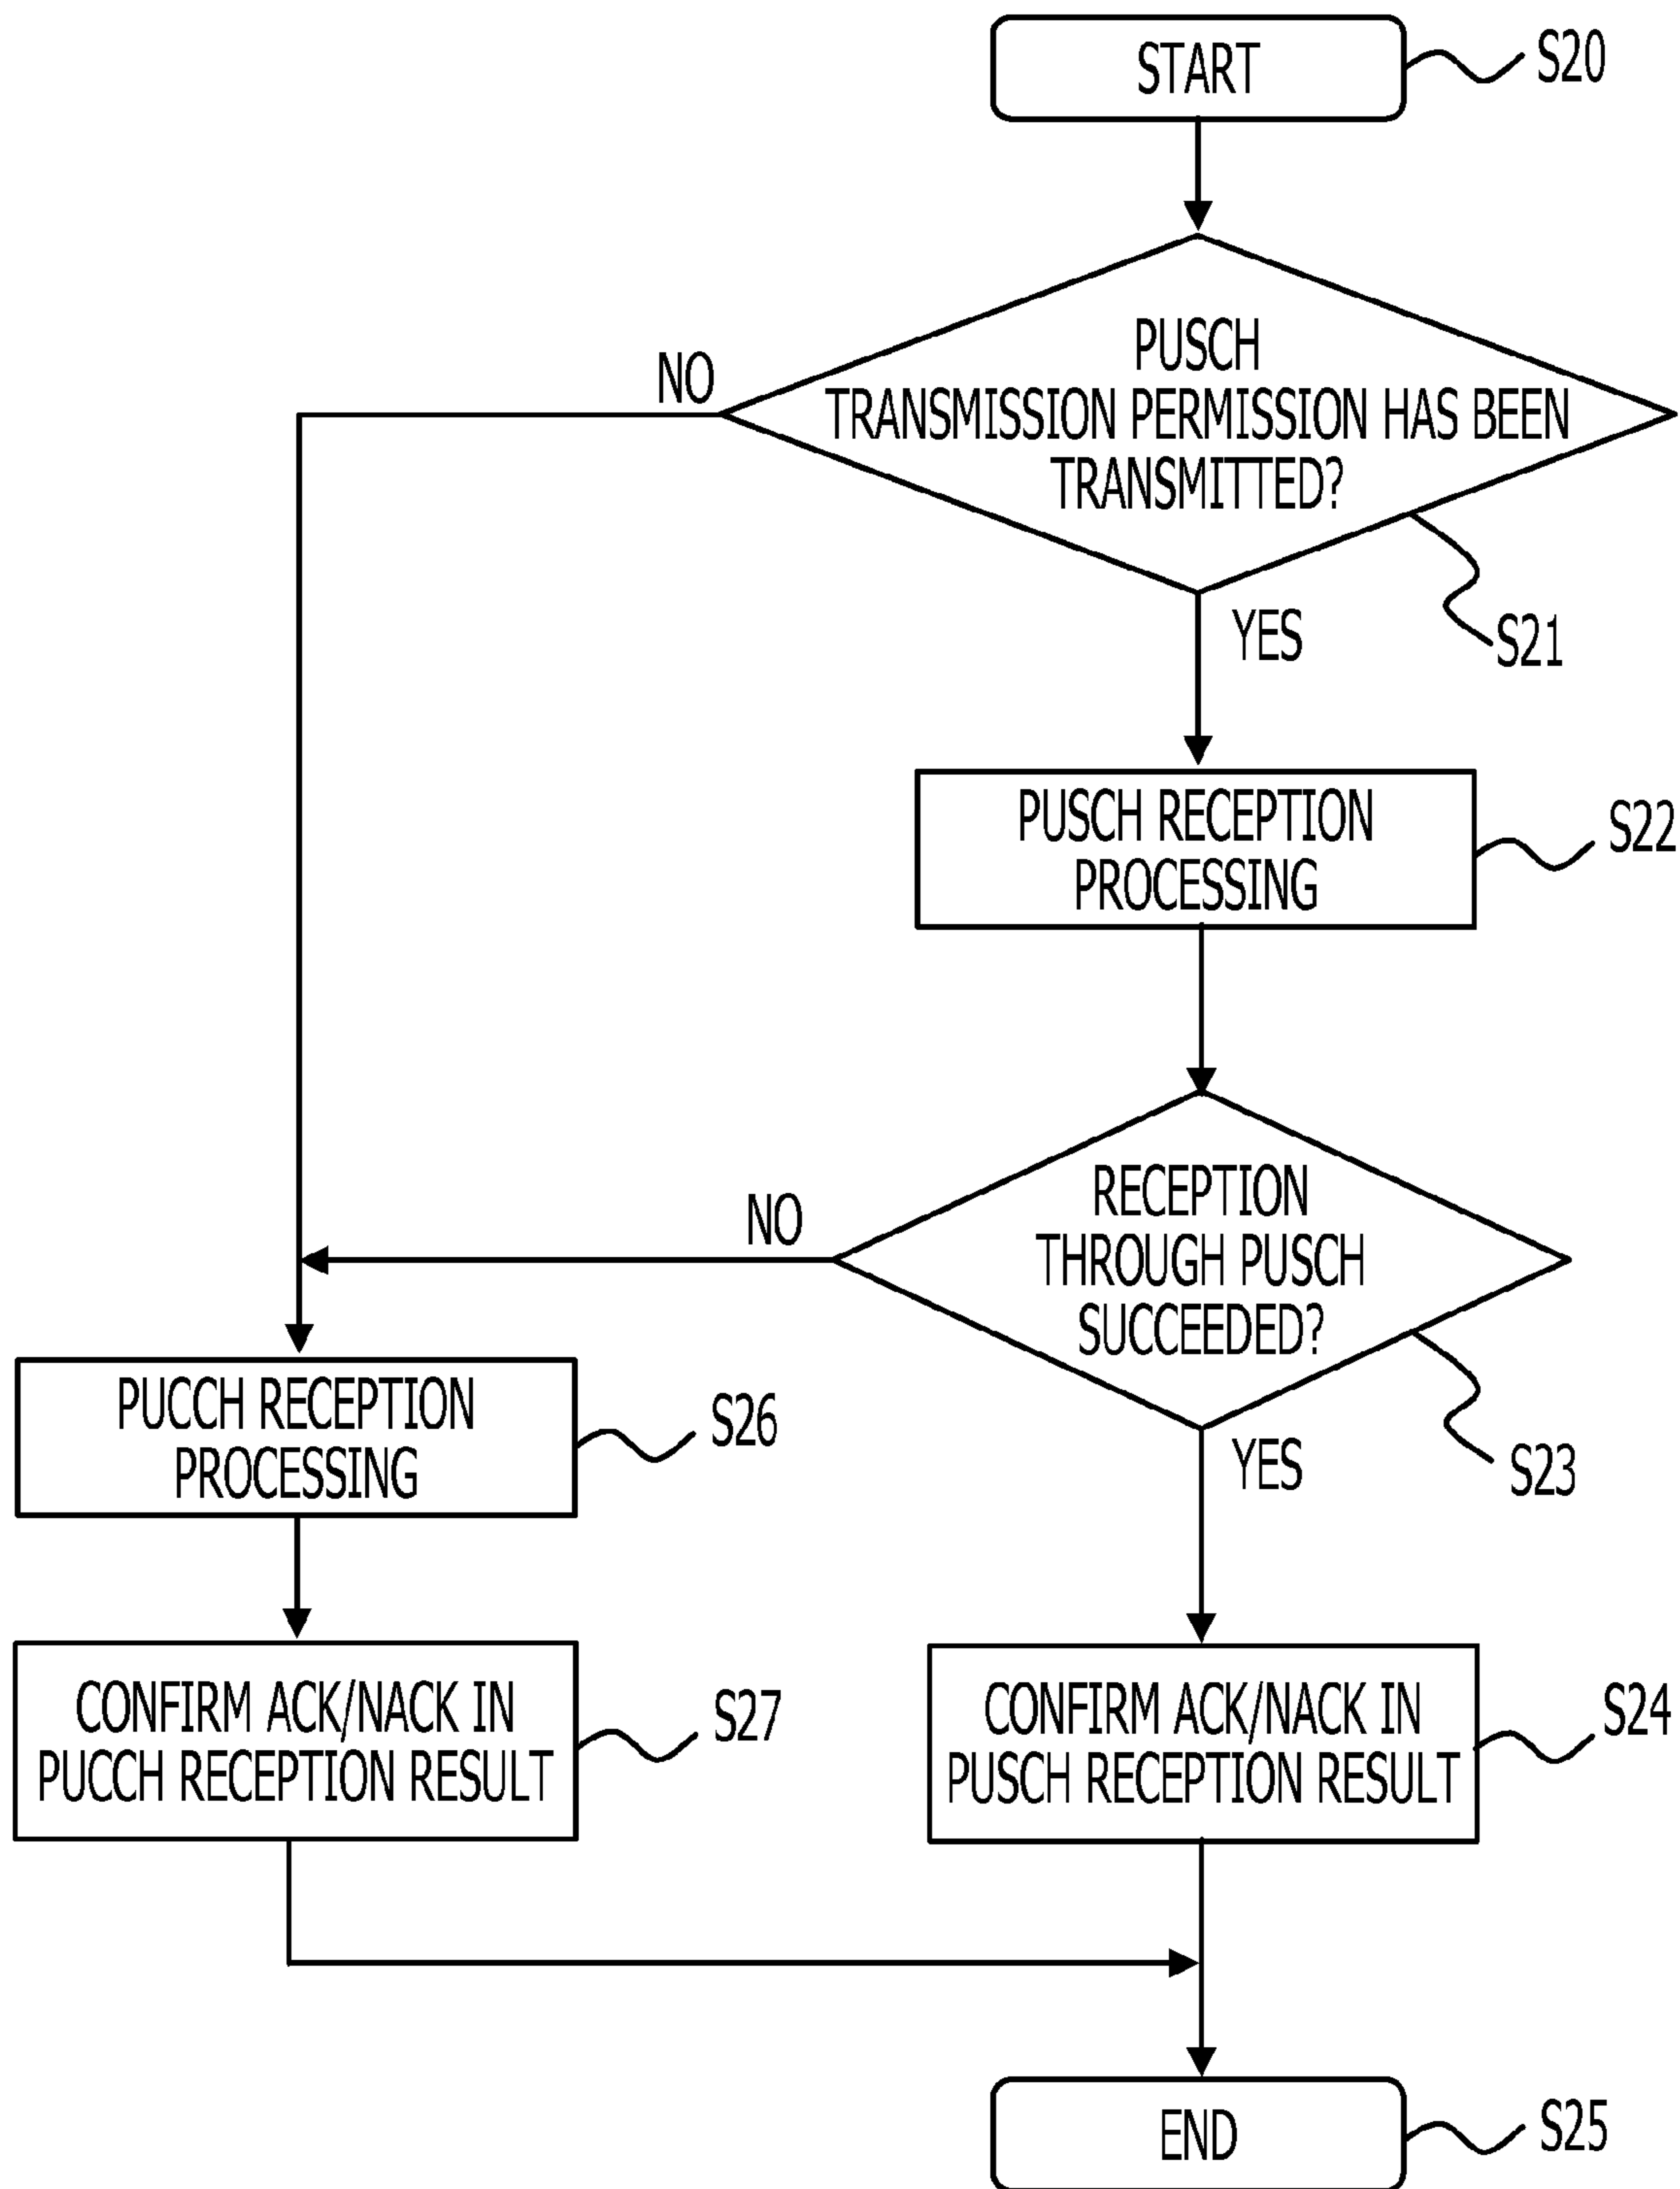 START
S20
PUSCH
TRANSMISSION PERMISSION HAS BEEN
TRANSMITTED?
NO
YES
S21
PUSCH RECEPTION
PROCESSING
S22
RECEPTION
THROUGH PUSCH
SUCCEEDED?
NO
YES
S23
PUCCH RECEPTION
PROCESSING
S26
CONFIRM ACK/NACK IN
PUCCH RECEPTION RESULT
S27
CONFIRM ACK/NACK IN
PUSCH RECEPTION RESULT
S24
END
S25